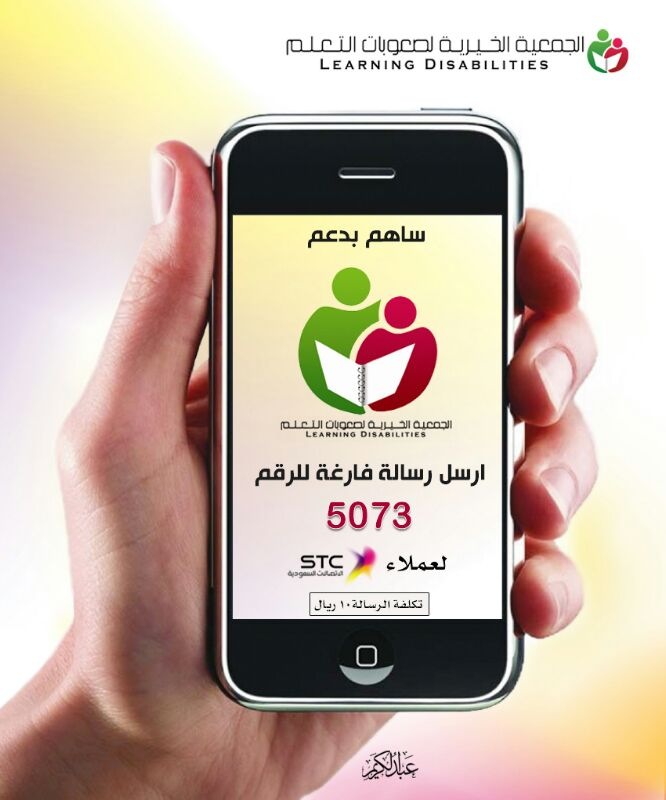 الجمعية الخيرية لصعوبات التعلم
LEARNING DISABILITIES
ساهم بدعم
الجمعية الخيرية لصعوبات التعلم
LEARNING DISABILITIES
ارسل رسالة فارغة للرقم
5073
لعملاء STC
الاتصالات السعودية
تكلفة الرسالة ١٠ ريال
عبدالكريم